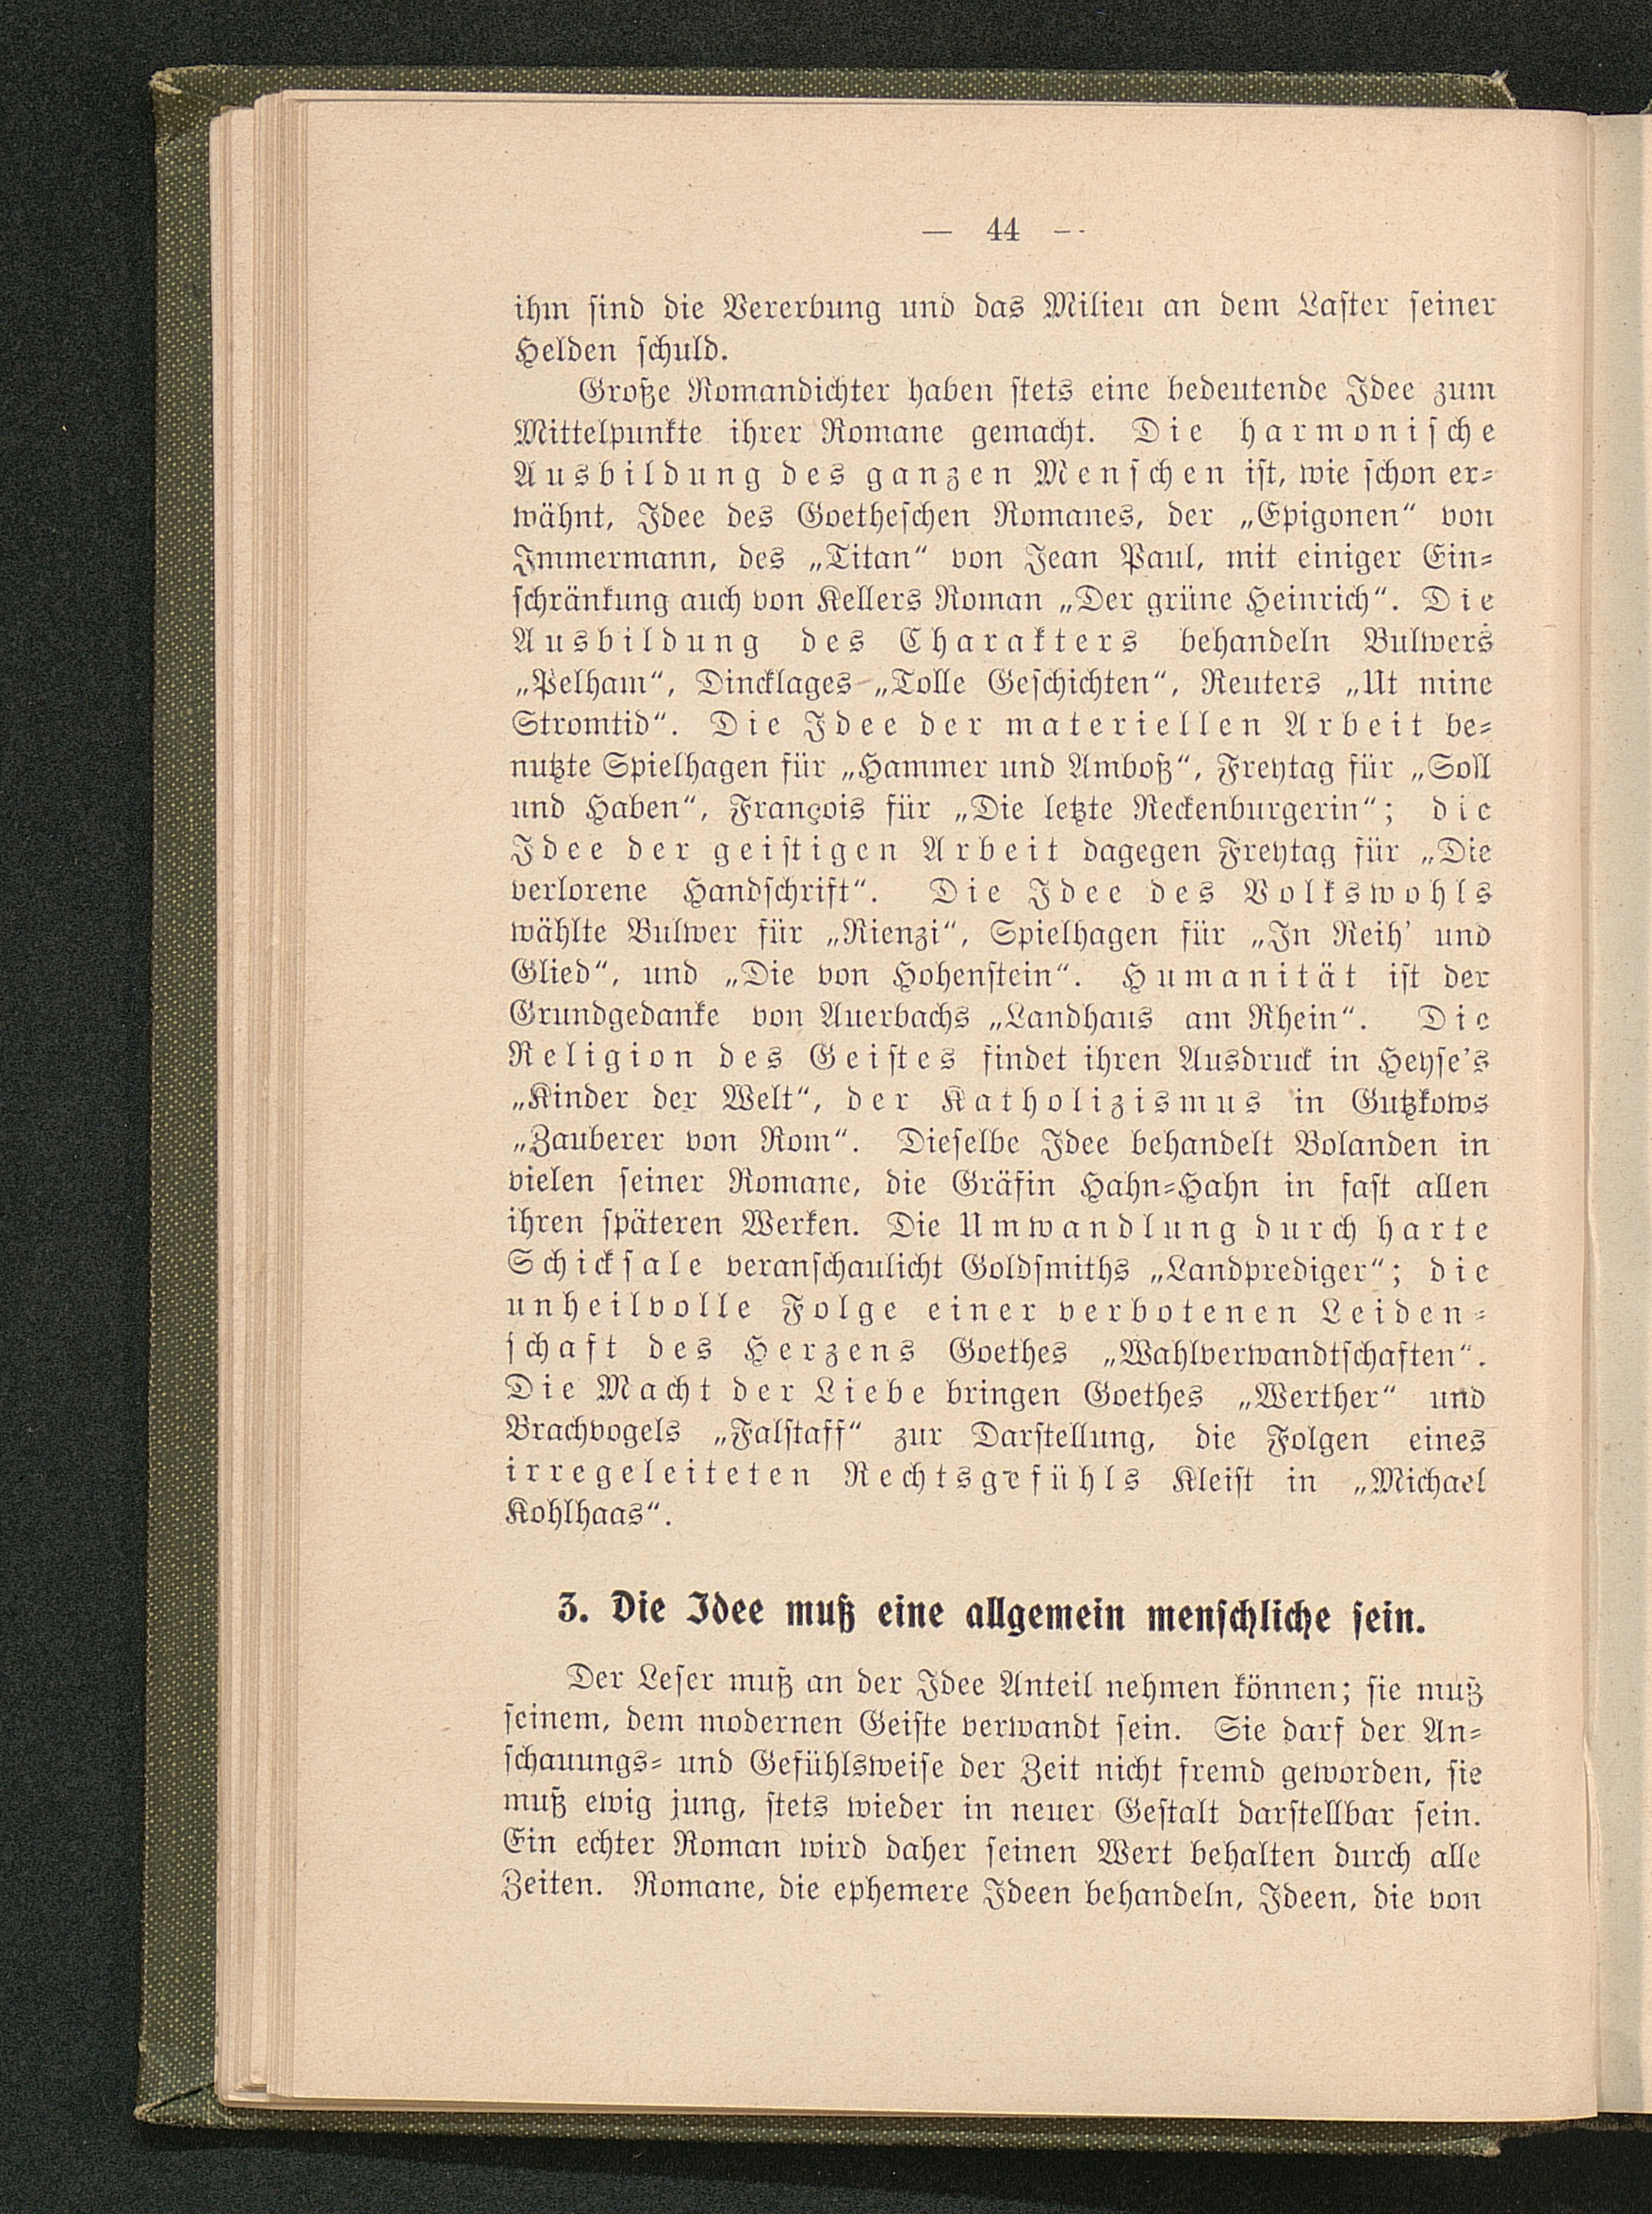 — 44 —
ihm sind die Vererbung und das Milieu an dem Laster seiner
Helden schuld.
Große Romandichter haben stets eine bedeutende Idee zum
Mittelpunkte ihrer Romane gemacht. Die harmonische
Ausbildung des ganzen Menschen ist, wie schon er-
wähnt, Idee des Goetheschen Romanes, der „Epigonen“ von
Immermann, des „Titan“ von Jean Paul, mit einiger Ein-
schränkung auch von Kellers Roman „Der grüne Heinrich“. Die
Ausbildung des Charakters behandeln Bulwers
„Pelham“, Dincklages „Tolle Geschichten“, Reuters „Ut mine
Stromtid“. Die Idee der materiellen Arbeit be-
nutzte Spielhagen für „Hammer und Amboß“, Freytag für „Soll
und Haben“, François für „Die letzte Reckenburgerin“; die
Idee der geistigen Arbeit dagegen Freytag für „Die
verlorene Handschrift“. Die Idee des Volkswohls
wählte Bulwer für „Rienzi“, Spielhagen für „In Reih’ und
Glied“, und „Die von Hohenstein“. Humanität ist der
Grundgedanke von Auerbachs „Landhaus am Rhein“. Die
Religion des Geistes findet ihren Ausdruck in Heyse’s
„Kinder der Welt“, der Katholizismus in Gutzkows
„Zauberer von Rom“. Dieselbe Idee behandelt Bolanden in
vielen seiner Romane, die Gräfin Hahn-Hahn in fast allen
ihren späteren Werken. Die Umwandlung durch harte
Schicksale veranschaulicht Goldsmiths „Landprediger“; die
unheilvolle Folge einer verbotenen Leiden-
schaft des Herzens Goethes „Wahlverwandtschaften“.
Die Macht der Liebe bringen Goethes „Werther“ und
Brachvogels „Falstaff“ zur Darstellung, die Folgen eines
irregeleiteten Rechtsgefühls Kleist in „Michael
Kohlhaas“.
3. Die Idee muß eine allgemein menschliche sein.
Der Leser muß an der Idee Anteil nehmen können; sie muß
seinem, dem modernen Geiste verwandt sein. Sie darf der An-
schauungs- und Gefühlsweise der Zeit nicht fremd geworden, sie
muß ewig jung, stets wieder in neuer Gestalt darstellbar sein.
Ein echter Roman wird daher seinen Wert behalten durch alle
Zeiten. Romane, die ephemere Ideen behandeln, Ideen, die von